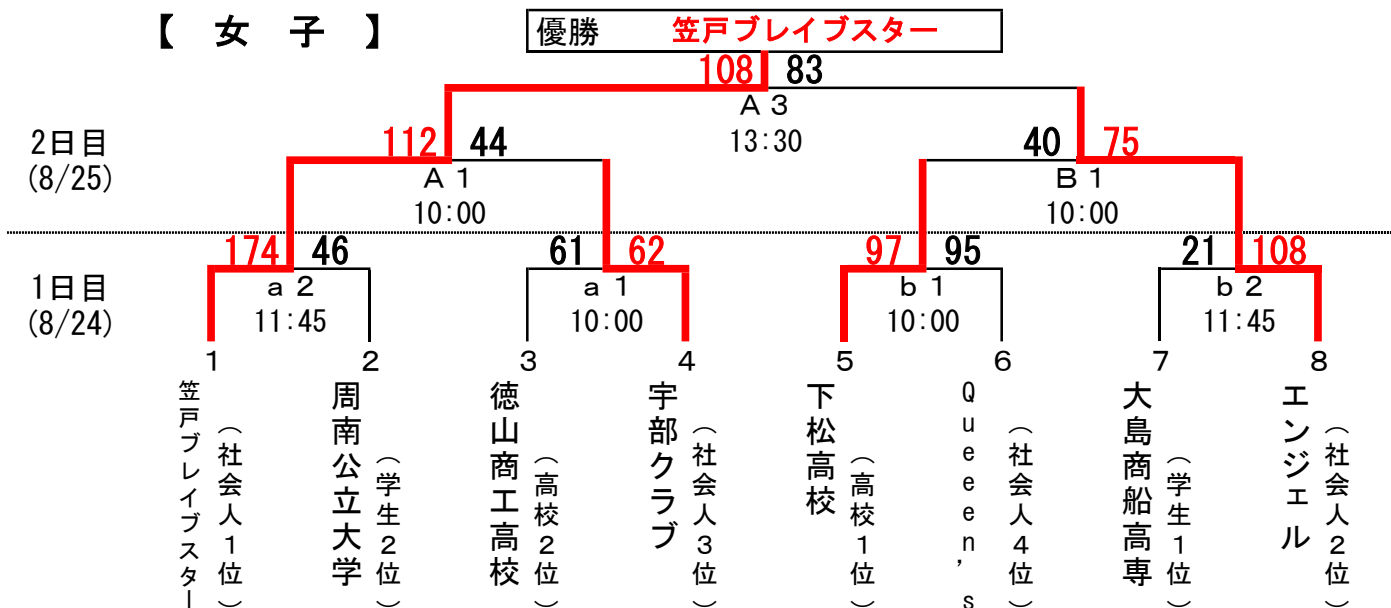 【 女 子 】
優勝 笠戸ブレイブスター
108 83
Ａ３
13:30
2日目
(8/25)
112 44
Ａ１
10:00
40 75
Ｂ１
10:00
1日目
(8/24)
174 46
ａ２
11:45
61 62
ａ１
10:00
97 95
ｂ１
10:00
21 108
ｂ２
11:45
1 2 3 4 5 6 7 8
笠戸ブレイブスター
（社会人１位）
周南公立大学
（学生２位）
徳山商工高校
（高校２位）
宇部クラブ
（社会人３位）
下松高校
（高校１位）
Ｑｕｅｅｎ’ｓ
（社会人４位）
大島商船高専
（学生１位）
エンジェル
（社会人２位）